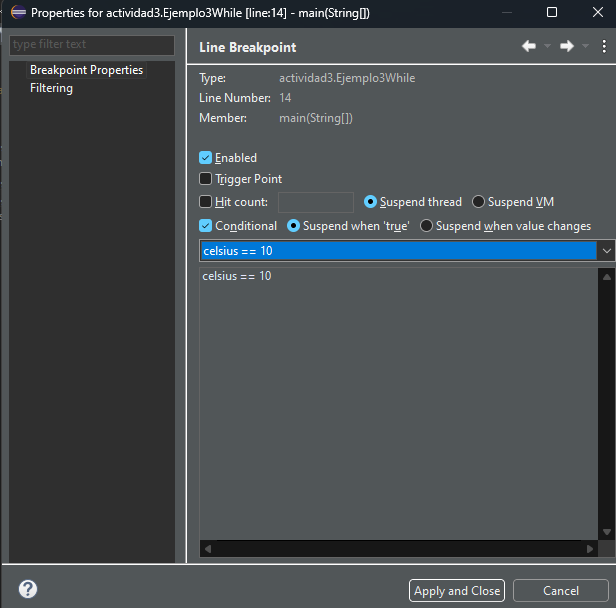 Properties for actividad3.Ejemplo3While [line:14] - main(String[])
type filter text
Breakpoint Properties
Filtering
Line Breakpoint
Type: actividad3.Ejemplo3While
Line Number: 14
Member: main(String[])
Enabled
Trigger Point
Hit count: Suspend thread Suspend VM
Conditional Suspend when 'true' Suspend when value changes
celsius == 10
celsius == 10
?
Apply and Close Cancel